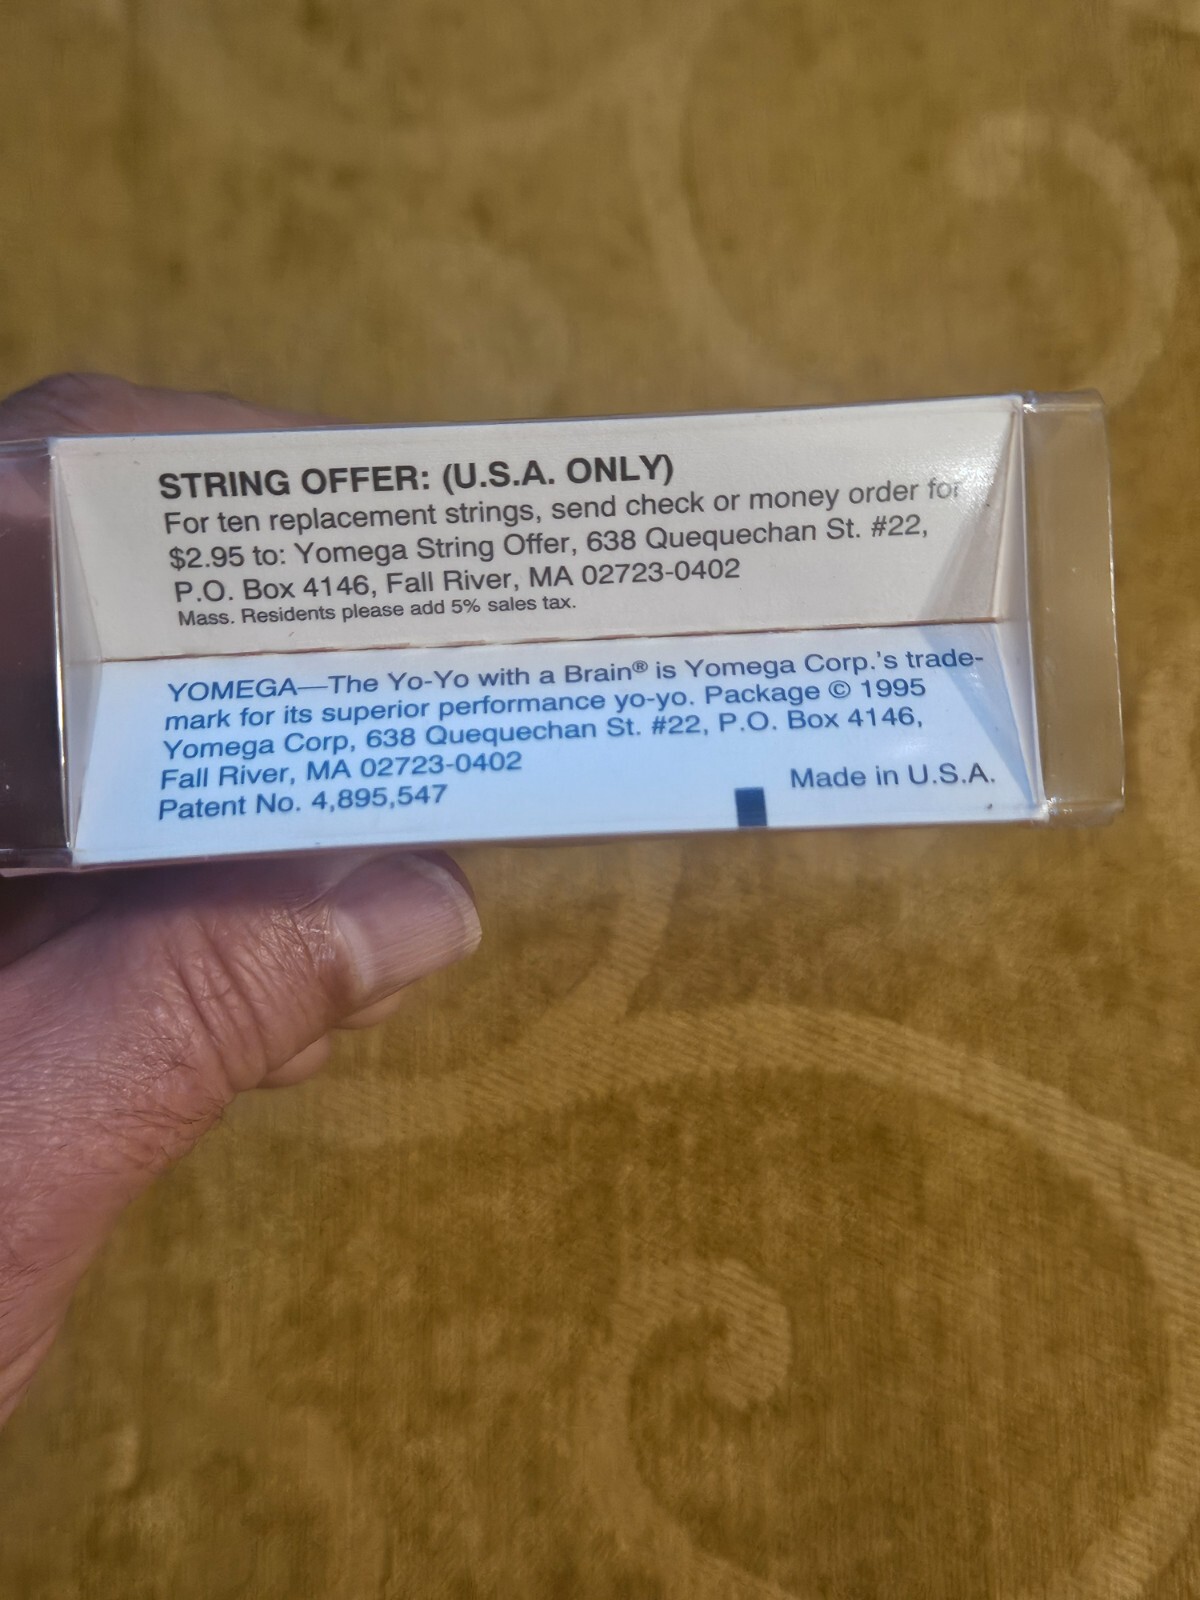 STRING OFFER: (U.S.A. ONLY)
For ten replacement strings, send check or money order for
$2.95 to: Yomega String Offer, 638 Quequechan St. #22,
P.O. Box 4146, Fall River, MA 02723-0402
Mass. Residents please add 5% sales tax.
YOMEGA—The Yo-Yo with a Brain® is Yomega Corp.'s trade-
mark for its superior performance yo-yo. Package © 1995
Yomega Corp, 638 Quequechan St. #22, P.O. Box 4146,
Fall River, MA 02723-0402
Patent No. 4,895,547
Made in U.S.A.